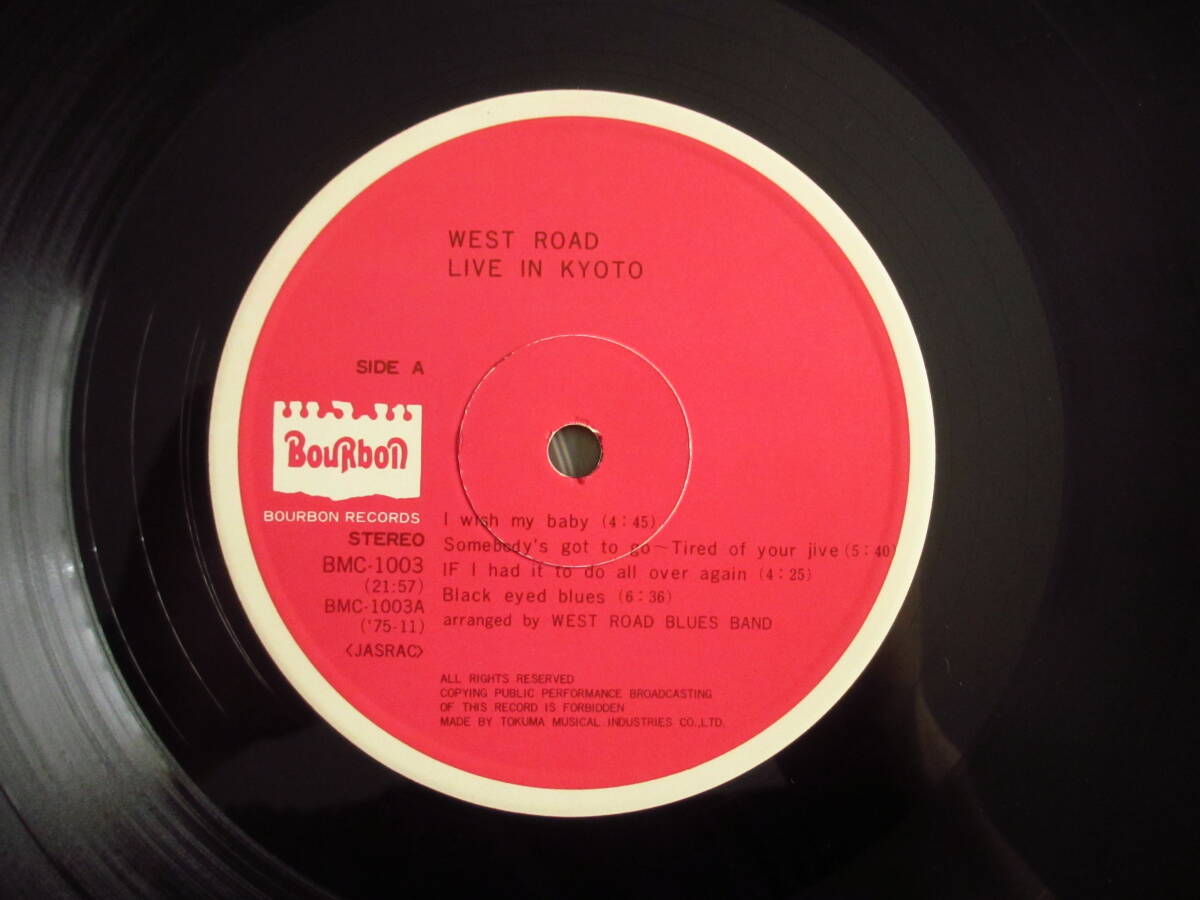 WEST ROAD
LIVE IN KYOTO
SIDE A
BouRbon
BOURBON RECORDS
STEREO
BMC-1003
(21:57)
BMC-1003A
('75-11)
<JASRAC>
I wish my baby (4:45)
Somebody's got to go~Tired of your jive (5:40)
IF I had it to do all over again (4:25)
Black eyed blues (6:36)
arranged by WEST ROAD BLUES BAND
ALL RIGHTS RESERVED
COPYING PUBLIC PERFORMANCE BROADCASTING
OF THIS RECORD IS FORBIDDEN
MADE BY TOKUMA MUSICAL INDUSTRIES CO.,LTD.